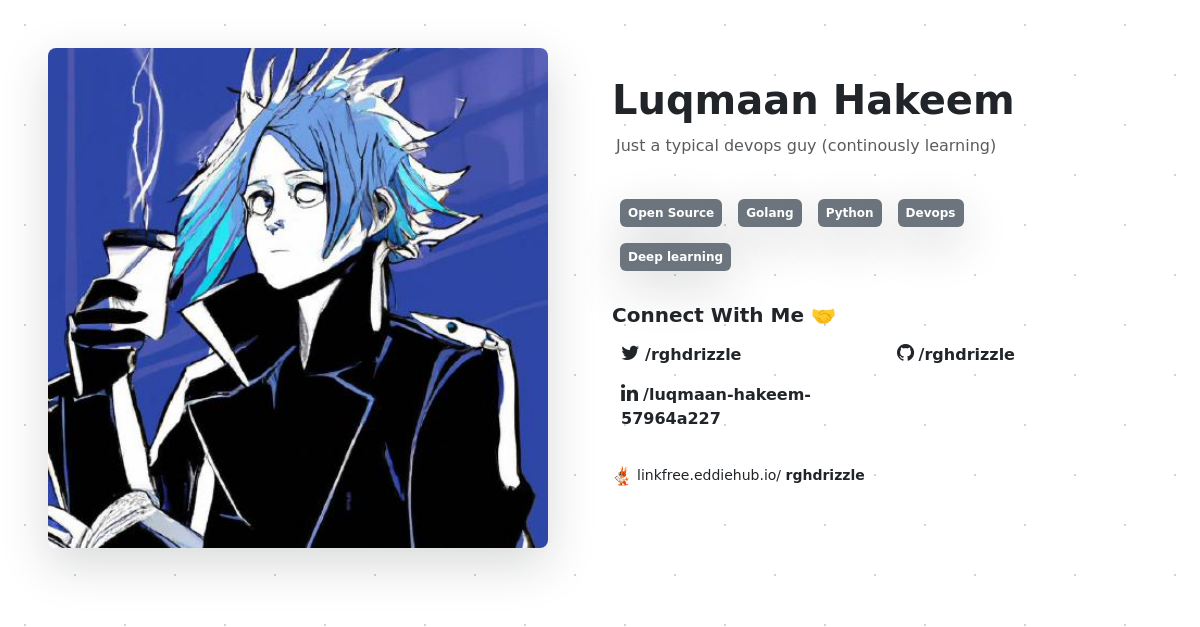 Luqmaan Hakeem
Just a typical devops guy (continously learning)
Open Source Golang Python Devops
Deep learning
Connect With Me 🤝
/rghdrizzle /rghdrizzle
/luqmaan-hakeem-
57964a227
linkfree.eddiehub.io/ rghdrizzle